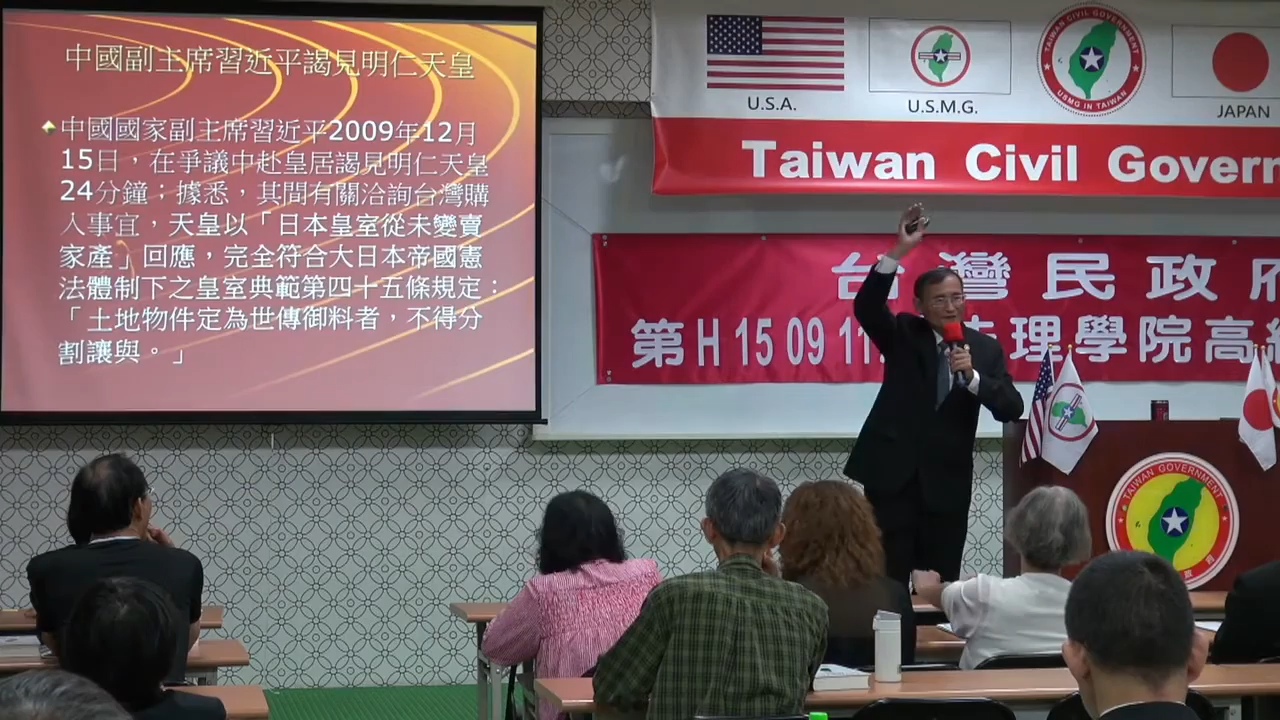 中國副主席習近平謁見明仁天皇
中國國家副主席習近平2009年12月
15日，在爭議中赴皇居謁見明仁天皇
24分鐘；據悉，其間有關洽詢台灣購
入事宜，天皇以「日本皇室從未變賣
家產」回應，完全符合大日本帝國憲
法體制下之皇室典範第四十五條規定：
「土地物件定為世傳御料者，不得分
割讓與。」
U.S.A.
U.S.M.G.
TAIWAN CIVIL GOVERNMENT
USMG IN TAIWAN
JAPAN
Taiwan Civil Govern
台灣民政府
第H 15 09 11
理學院高
TAIWAN GOVERNMENT